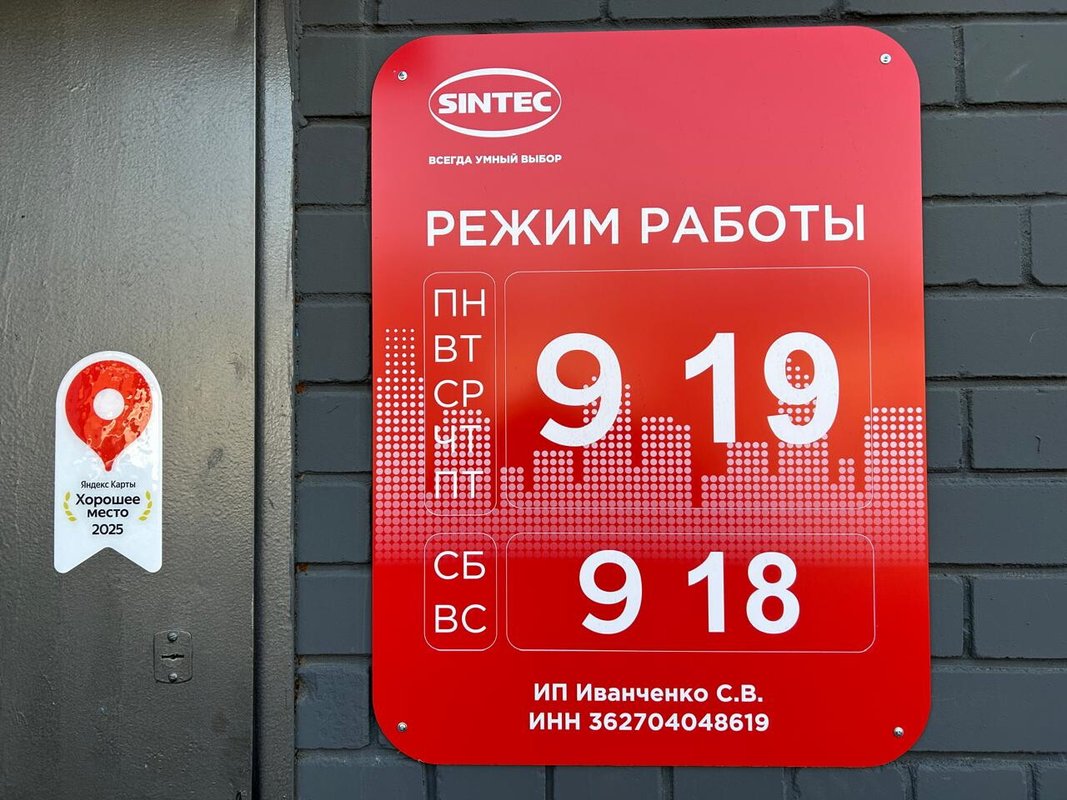 SINTEC
ВСЕГДА УМНЫЙ ВЫБОР
РЕЖИМ РАБОТЫ
ПН
ВТ
СР
ЧТ
ПТ
9 19
СБ
ВС
9 18
ИП Иванченко С.В.
ИНН 362704048619
Яндекс Карты
Хорошее
место
2025